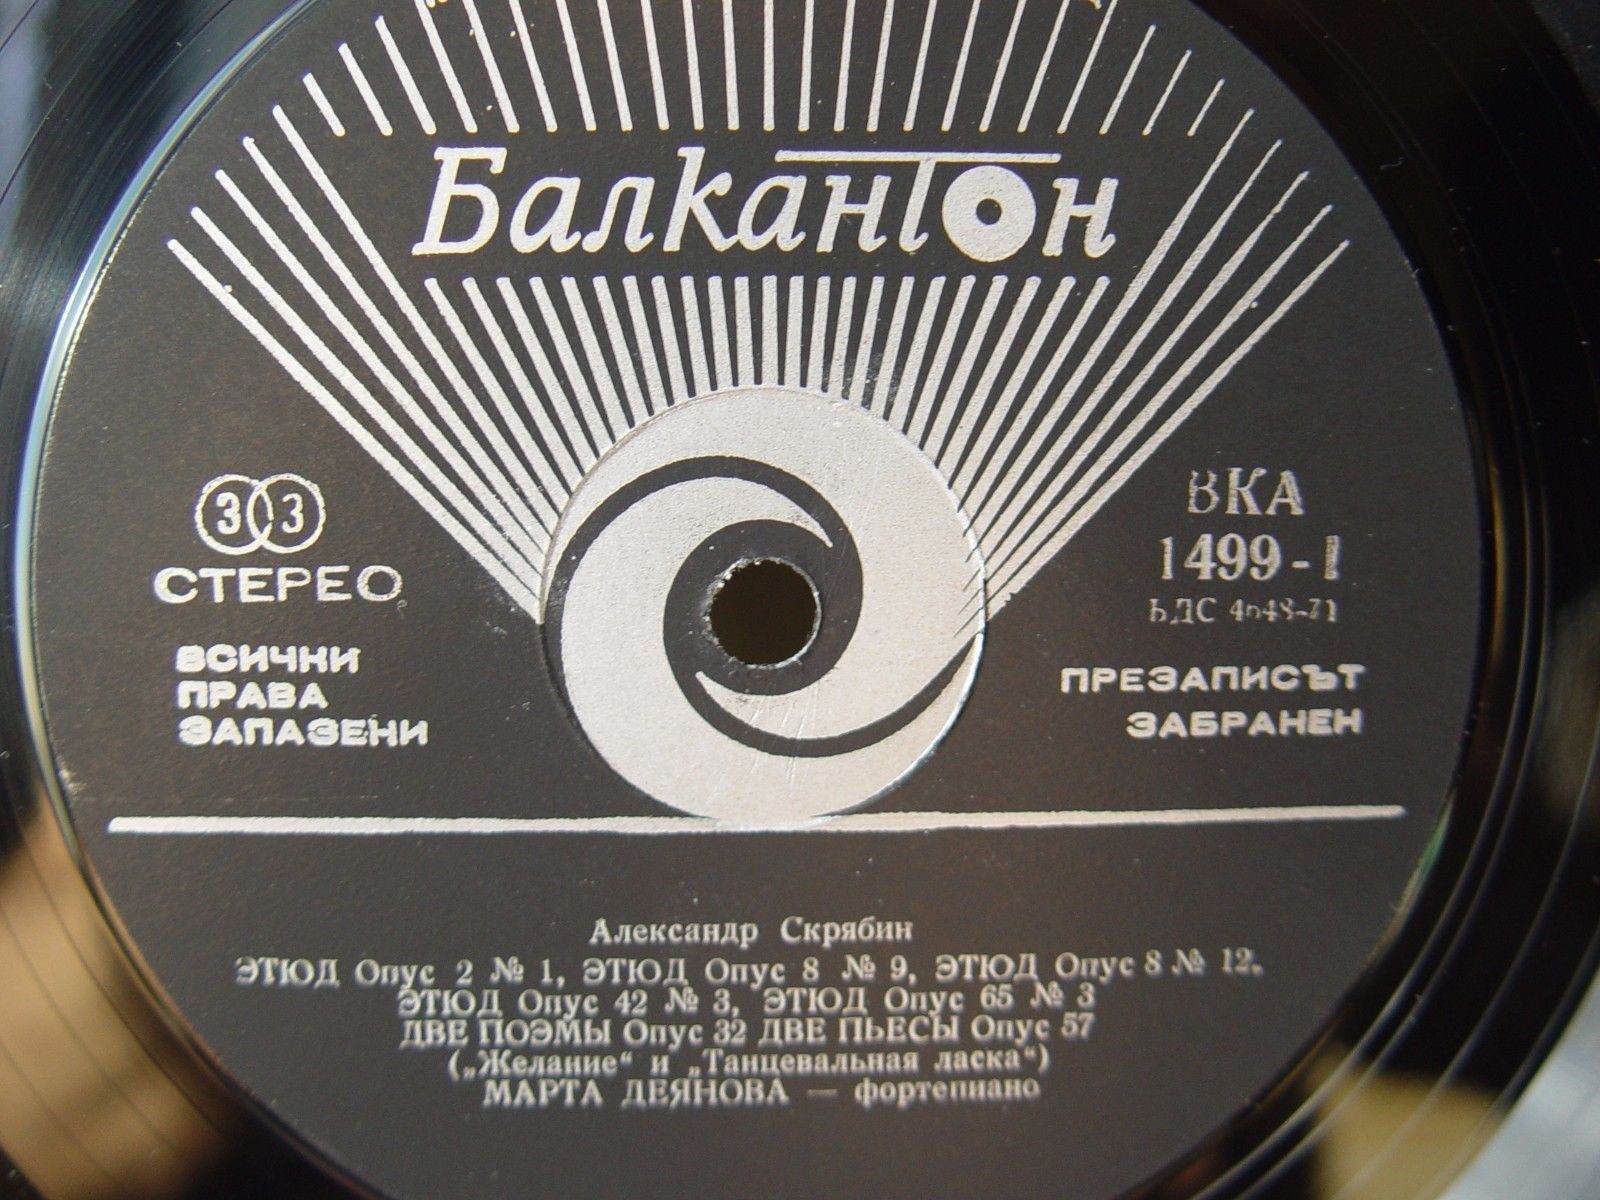 Балкантон
33
СТЕРЕО
ВСИЧКИ
ПРАВА
ЗАПАЗЕНИ
ВКА
1499-I
БДС 4648-71
ПРЕЗАПИСЪТ
ЗАБРАНЕН
Александр Скрябин
ЭТЮД Опус 2 № 1, ЭТЮД Опус 8 № 9, ЭТЮД Опус 8 № 12,
ЭТЮД Опус 42 № 3, ЭТЮД Опус 65 № 3
ДВЕ ПОЭМЫ Опус 32 ДВЕ ПЬЕСЫ Опус 57
(„Желание“ и „Танцевальная ласка“)
МАРТА ДЕЯНОВА — фортепиано